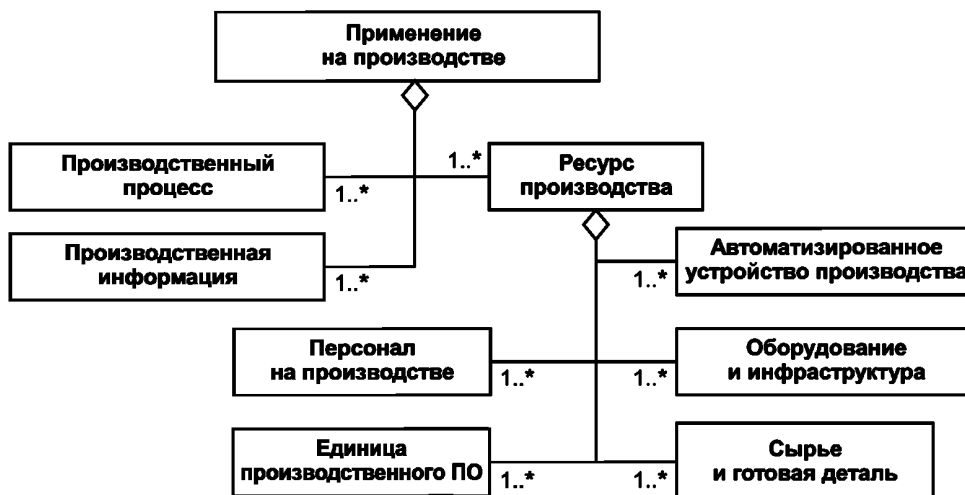 Применение
на производстве
Производственный
процесс
1..*
1..*
Ресурс
производства
Производственная
информация
1..*
Автоматизированное
устройство производства
1..*
Персонал
на производстве
1..*
1..*
Оборудование
и инфраструктура
Единица
производственного ПО
1..*
1..*
Сырье
и готовая деталь